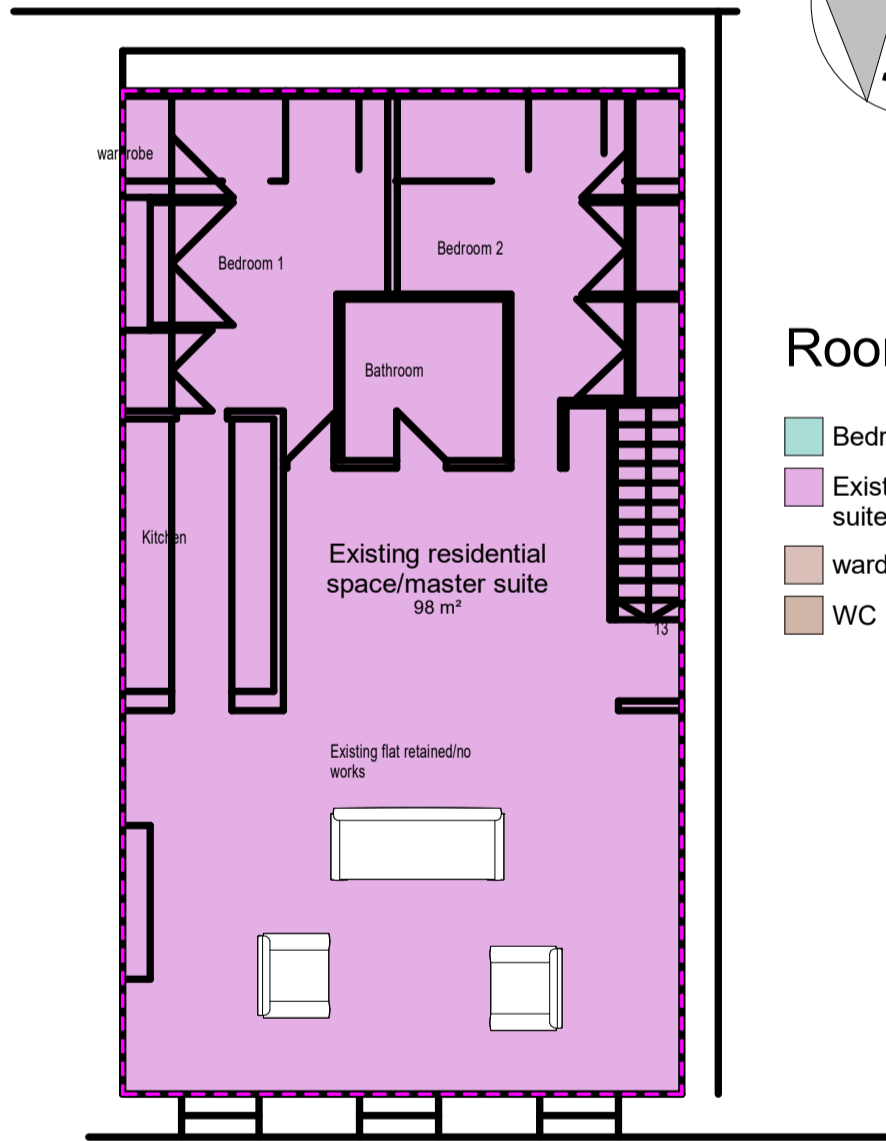 wardrobe
Bedroom 1
Bedroom 2
Bathroom
Kitchen
Existing residential
space/master suite
98 m²
13
Existing flat retained/no
works
Roo
Bedr
Exist
suite
ward
WC